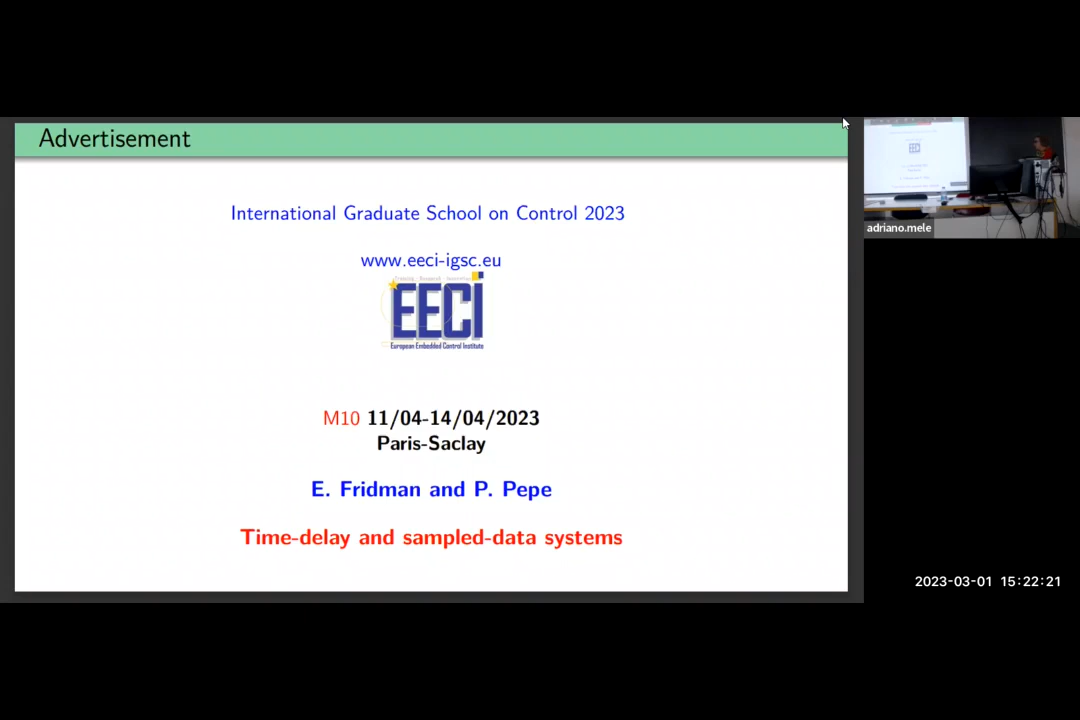 Advertisement
International Graduate School on Control 2023
www.eeci-igsc.eu
EECI
European Embedded Control Institute
M10 11/04-14/04/2023
Paris-Saclay
E. Fridman and P. Pepe
Time-delay and sampled-data systems
adriano.mele
2023-03-01 15:22:21